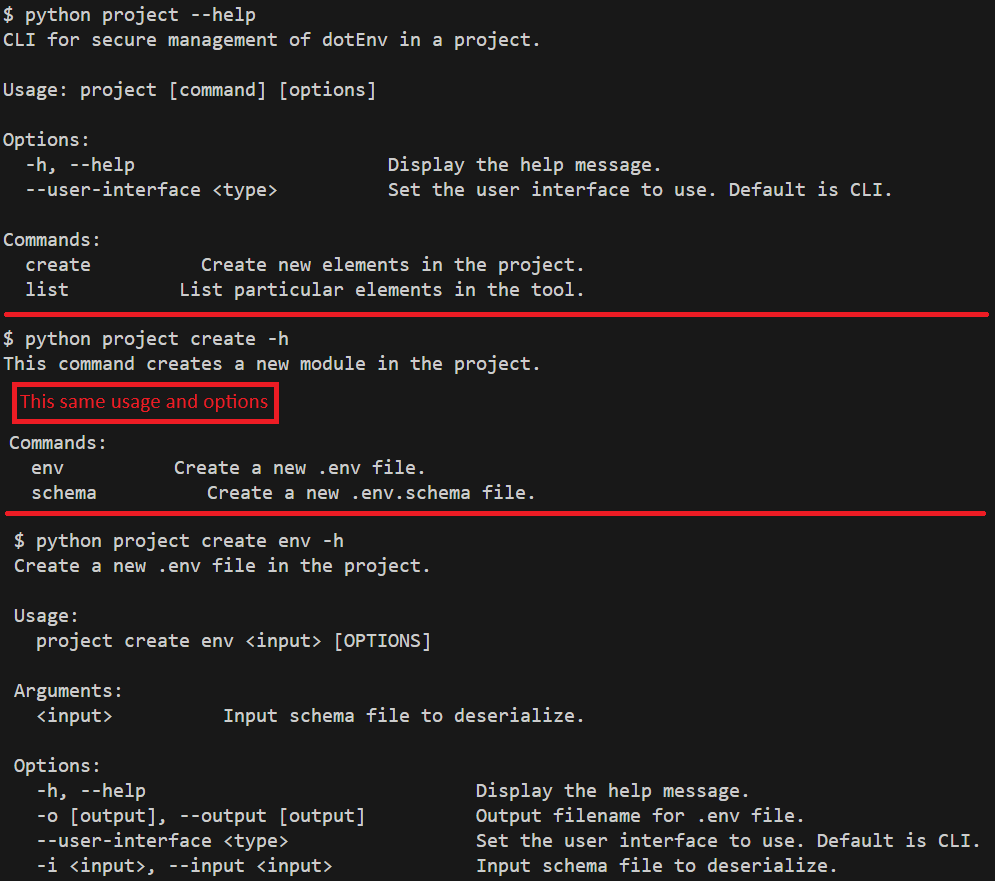 $ python project --help
CLI for secure management of dotEnv in a project.
Usage: project [command] [options]
Options:
-h, --help Display the help message.
--user-interface <type> Set the user interface to use. Default is CLI.
Commands:
create Create new elements in the project.
list List particular elements in the tool.
$ python project create -h
This command creates a new module in the project.
This same usage and options
Commands:
env Create a new .env file.
schema Create a new .env.schema file.
$ python project create env -h
Create a new .env file in the project.
Usage:
project create env <input> [OPTIONS]
Arguments:
<input> Input schema file to deserialize.
Options:
-h, --help Display the help message.
-o [output], --output [output] Output filename for .env file.
--user-interface <type> Set the user interface to use. Default is CLI.
-i <input>, --input <input> Input schema file to deserialize.